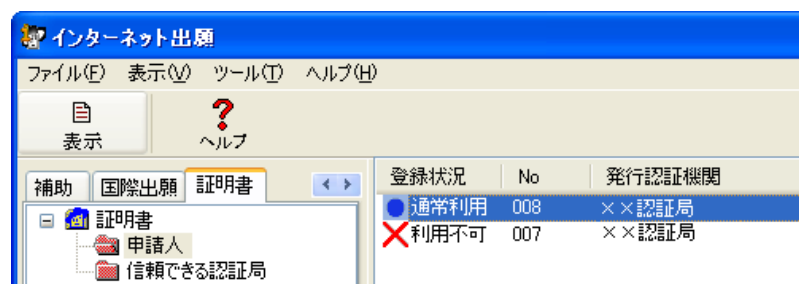 インターネット出願
ファイル(F) 表示(V) ツール(T) ヘルプ(H)
表示 ヘルプ
補助 国際出願 証明書
証明書
申請人
信頼できる認証局
登録状況 No 発行認証機関
通常利用 008 ××認証局
利用不可 007 ××認証局